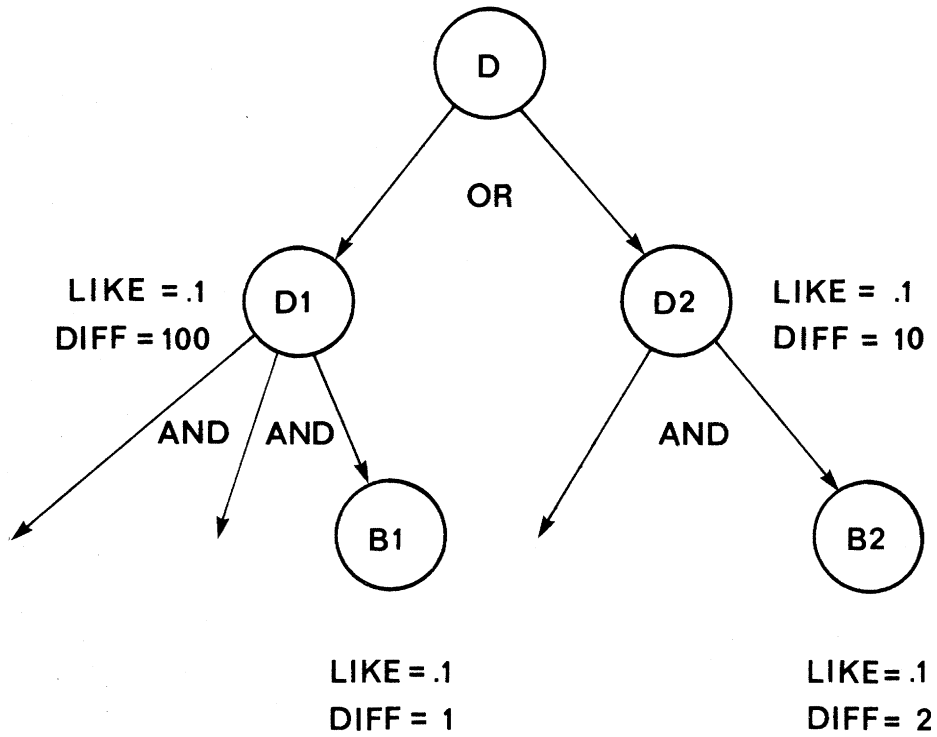 D
OR
LIKE = .1
DIFF = 100
D1
D2
LIKE = .1
DIFF = 10
AND
AND
AND
B1
B2
LIKE = .1
DIFF = 1
LIKE = .1
DIFF = 2